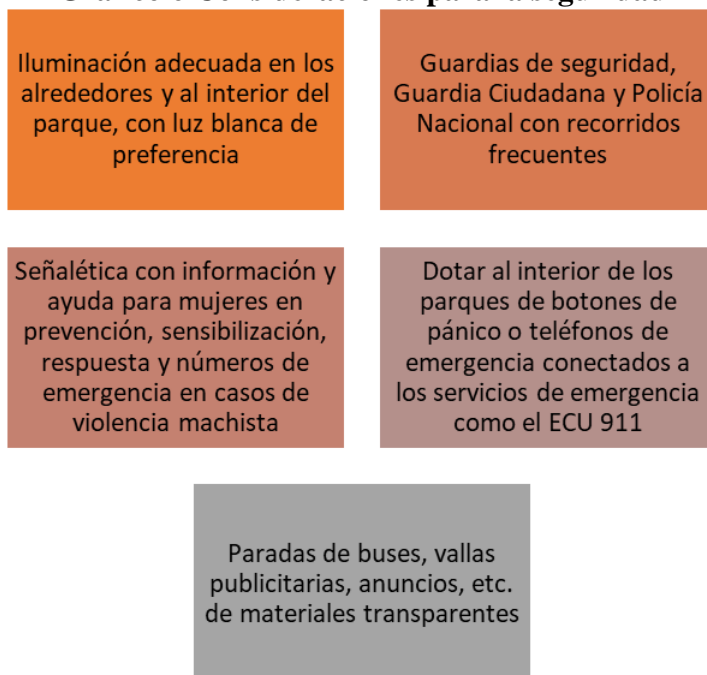 Iluminación adecuada en los
alrededores y al interior del
parque, con luz blanca de
preferencia
Guardias de seguridad,
Guardia Ciudadana y Policía
Nacional con recorridos
frecuentes
Señalética con información y
ayuda para mujeres en
prevención, sensibilización,
respuesta y números de
emergencia en casos de
violencia machista
Dotar al interior de los
parques de botones de
pánico o teléfonos de
emergencia conectados a
los servicios de emergencia
como el ECU 911
Paradas de buses, vallas
publicitarias, anuncios, etc.
de materiales transparentes